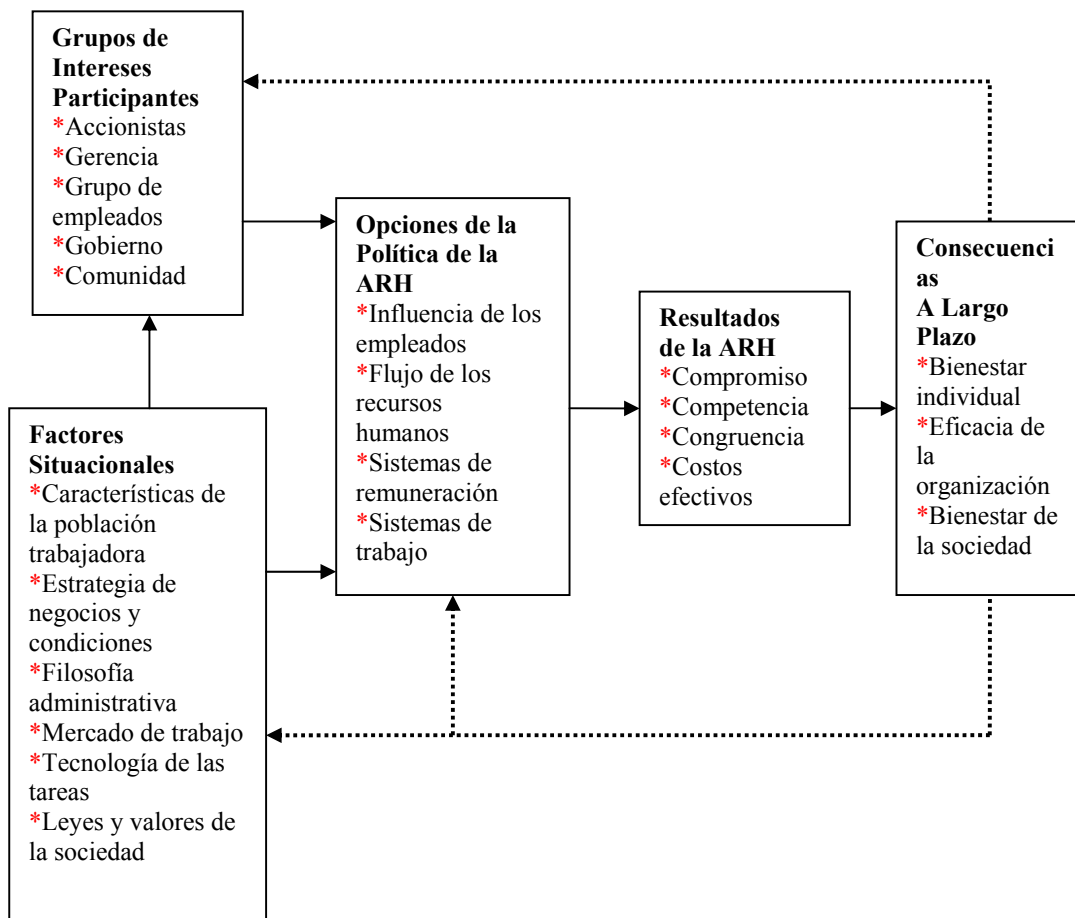 Grupos de
Intereses
Participantes
*Accionistas
*Gerencia
*Grupo de
empleados
*Gobierno
*Comunidad
Factores
Situacionales
*Características de
la población
trabajadora
*Estrategia de
negocios y
condiciones
*Filosofía
administrativa
*Mercado de trabajo
*Tecnología de las
tareas
*Leyes y valores de
la sociedad
Opciones de la
Política de la
ARH
*Influencia de los
empleados
*Flujo de los
recursos
humanos
*Sistemas de
remuneración
*Sistemas de
trabajo
Resultados
de la ARH
*Compromiso
*Competencia
*Congruencia
*Costos
efectivos
Consecuenci
as
A Largo
Plazo
*Bienestar
individual
*Eficacia de
la
organización
*Bienestar de
la sociedad